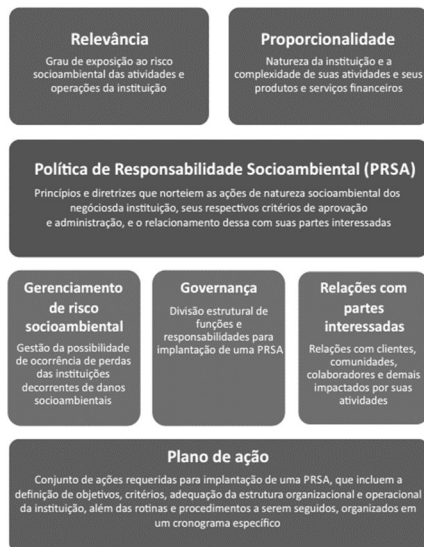 Relevância
Grau de exposição ao risco
socioambiental das atividades e
operações da instituição
Proporcionalidade
Natureza da instituição e a
complexidade de suas atividades e seus
produtos e serviços financeiros
Política de Responsabilidade Socioambiental (PRSA)
Princípios e diretrizes que norteiem as ações de natureza socioambiental dos
negóciosda instituição, seus respectivos critérios de aprovação
e administração, e o relacionamento dessa com suas partes interessadas
Gerenciamento
de risco
socioambiental
Gestão da possibilidade
de ocorrência de perdas
das instituições
decorrentes de danos
socioambientais
Governança
Divisão estrutural de
funções e
responsabilidades para
implantação de uma PRSA
Relações com
partes
interessadas
Relações com clientes,
comunidades,
colaboradores e demais
impactados por suas
atividades
Plano de ação
Conjunto de ações requeridas para implantação de uma PRSA, que incluem a
definição de objetivos, critérios, adequação da estrutura organizacional e operacional
da instituição, além das rotinas e procedimentos a serem seguidos, organizados em
um cronograma específico